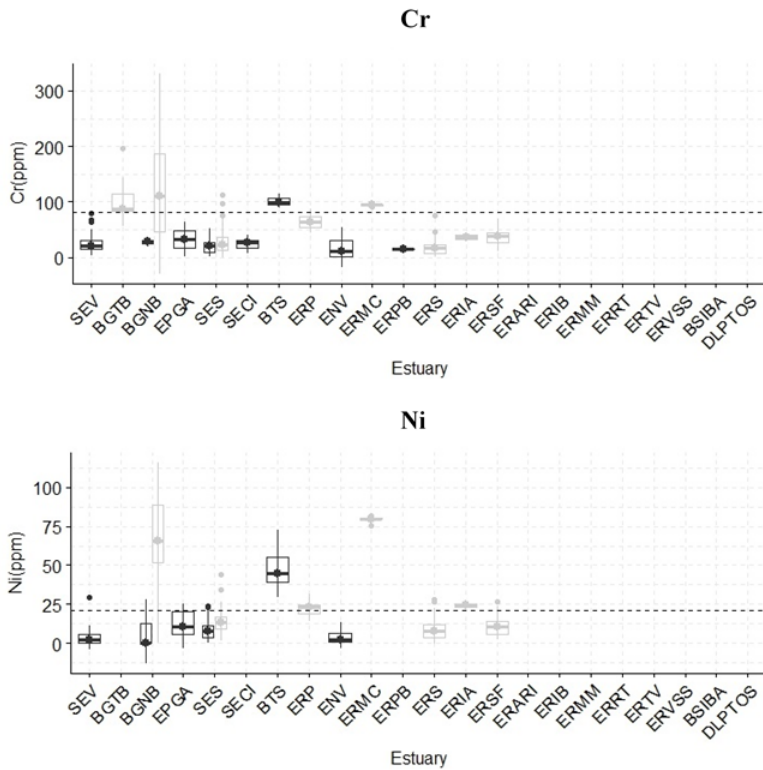 Cr
Cr(ppm)
300
200
100
0
SEV BGTB BGNB EPGA SES SECI BTS ERP ENV ERMC ERPB ERS ERIA ERSF ERARI ERIB ERMM ERRT ERTV ERVSS BSIBA DLPTOS
Estuary
Ni
Ni(ppm)
100
75
50
25
0
SEV BGTB BGNB EPGA SES SECI BTS ERP ENV ERMC ERPB ERS ERIA ERSF ERARI ERIB ERMM ERRT ERTV ERVSS BSIBA DLPTOS
Estuary